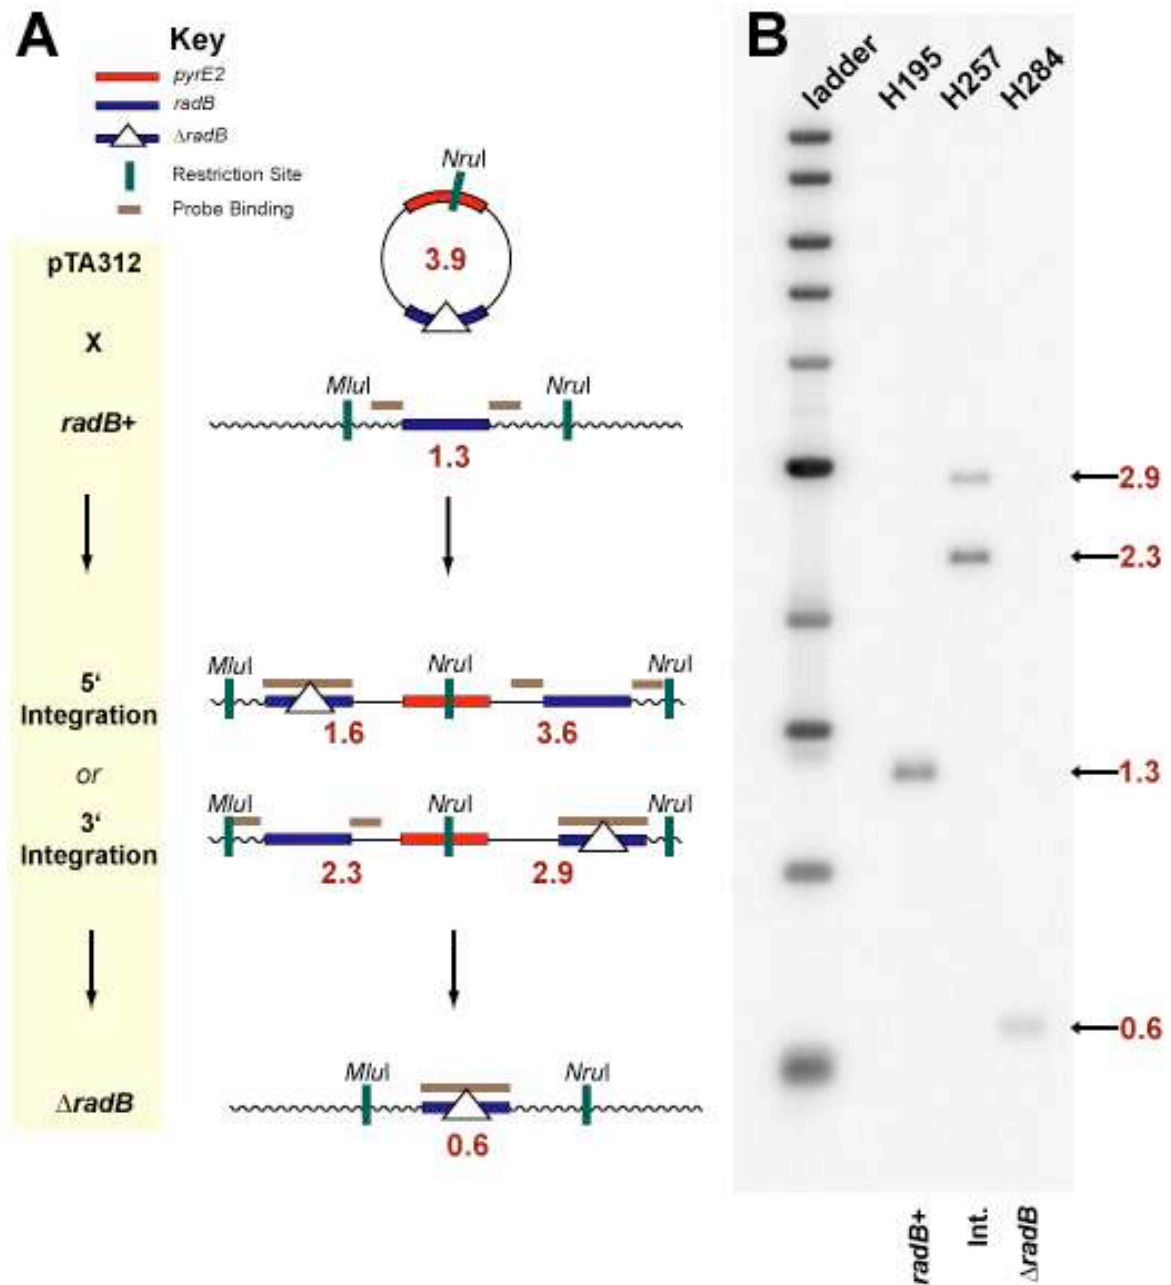 A
Key
pyrE2
radB
ΔradB
Restriction Site
Probe Binding
NruI
pTA312
3.9
X
MluI
NruI
radB+
1.3
MluI
NruI
NruI
5‘
Integration
1.6
3.6
or
MluI
NruI
NruI
3‘
Integration
2.3
2.9
MluI
NruI
ΔradB
0.6
B
ladder
H195
H257
H284
2.9
2.3
1.3
0.6
radB+
Int.
ΔradB